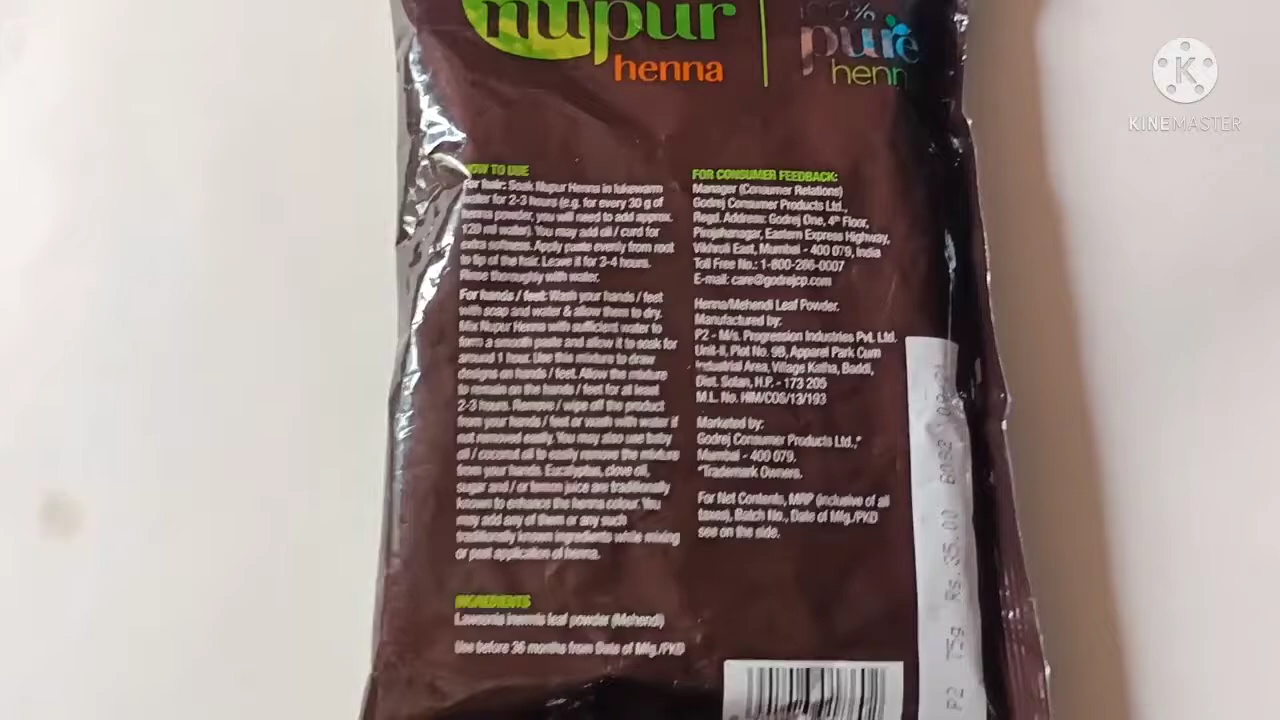 nupur
henna
100%
pure
henn
KINEMASTER
HOW TO USE
For hair: Soak Nupur Henna in lukewarm
water for 2-3 hours (e.g. for every 30 g of
henna powder, you will need to add approx.
120 ml water). You may add oil / curd for
extra softness. Apply paste evenly from root
to tip of the hair. Leave it for 3-4 hours.
Rinse thoroughly with water.
For hands / feet: Wash your hands / feet
with soap and water & allow them to dry.
Mix Nupur Henna with sufficient water to
form a smooth paste and allow it to soak for
around 1 hour. Use this mixture to draw
designs on hands / feet. Allow the mixture
to remain on the hands / feet for at least
2-3 hours. Remove / wipe off the product
from your hands / feet or wash with water if
not removed easily. You may also use baby
oil / coconut oil to easily remove the mixture
from your hands. Eucalyptus, clove oil,
sugar and / or lemon juice are traditionally
known to enhance the henna colour. You
may add any of them or any such
traditionally known ingredients while mixing
or post application of henna.
INGREDIENTS
Lawsonia inermis leaf powder (Mehendi)
Use before 36 months from Date of Mfg./PKD
FOR CONSUMER FEEDBACK:
Manager (Consumer Relations)
Godrej Consumer Products Ltd.,
Regd. Address: Godrej One, 4th Floor,
Pirojshanagar, Eastern Express Highway,
Vikhroli East, Mumbai - 400 079, India
Toll Free No.: 1-800-266-0007
E-mail: care@godrejcp.com
Henna/Mehendi Leaf Powder.
Manufactured by:
P2 - M/s. Progression Industries Pvt. Ltd.
Unit-II, Plot No. 9B, Apparel Park Cum
Industrial Area, Village Katha, Baddi,
Dist. Solan, H.P. - 173 205
M.L. No. HIM/COS/13/193
Marketed by:
Godrej Consumer Products Ltd.,*
Mumbai - 400 079.
*Trademark Owners.
For Net Contents, MRP (inclusive of all
taxes), Batch No., Date of Mfg./PKD
see on the side.
P2 75g Rs.35.00